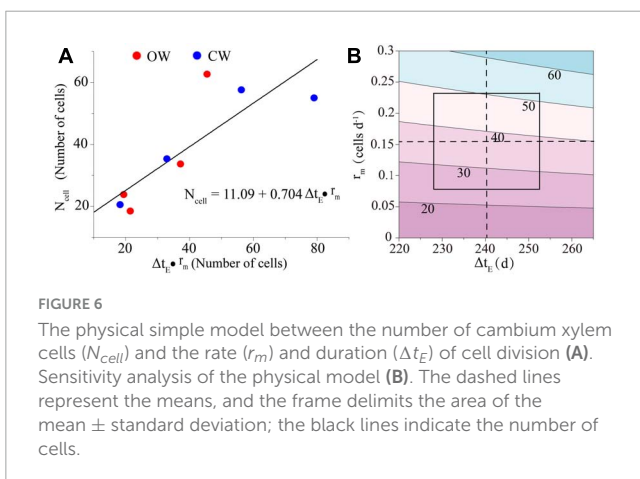 A
OW
CW
N_cell (Number of cells)
60
40
20
N_cell = 11.09 + 0.704 Δt_E • r_m
20
40
60
80
Δt_E • r_m (Number of cells)
B
r_m (cells d⁻¹)
0.3
0.25
0.2
0.15
0.1
0.05
0
60
50
40
30
20
220
230
240
250
260
Δt_E (d)
FIGURE 6
The physical simple model between the number of cambium xylem
cells (N_cell) and the rate (r_m) and duration (Δt_E) of cell division (A).
Sensitivity analysis of the physical model (B). The dashed lines
represent the means, and the frame delimits the area of the
mean ± standard deviation; the black lines indicate the number of
cells.